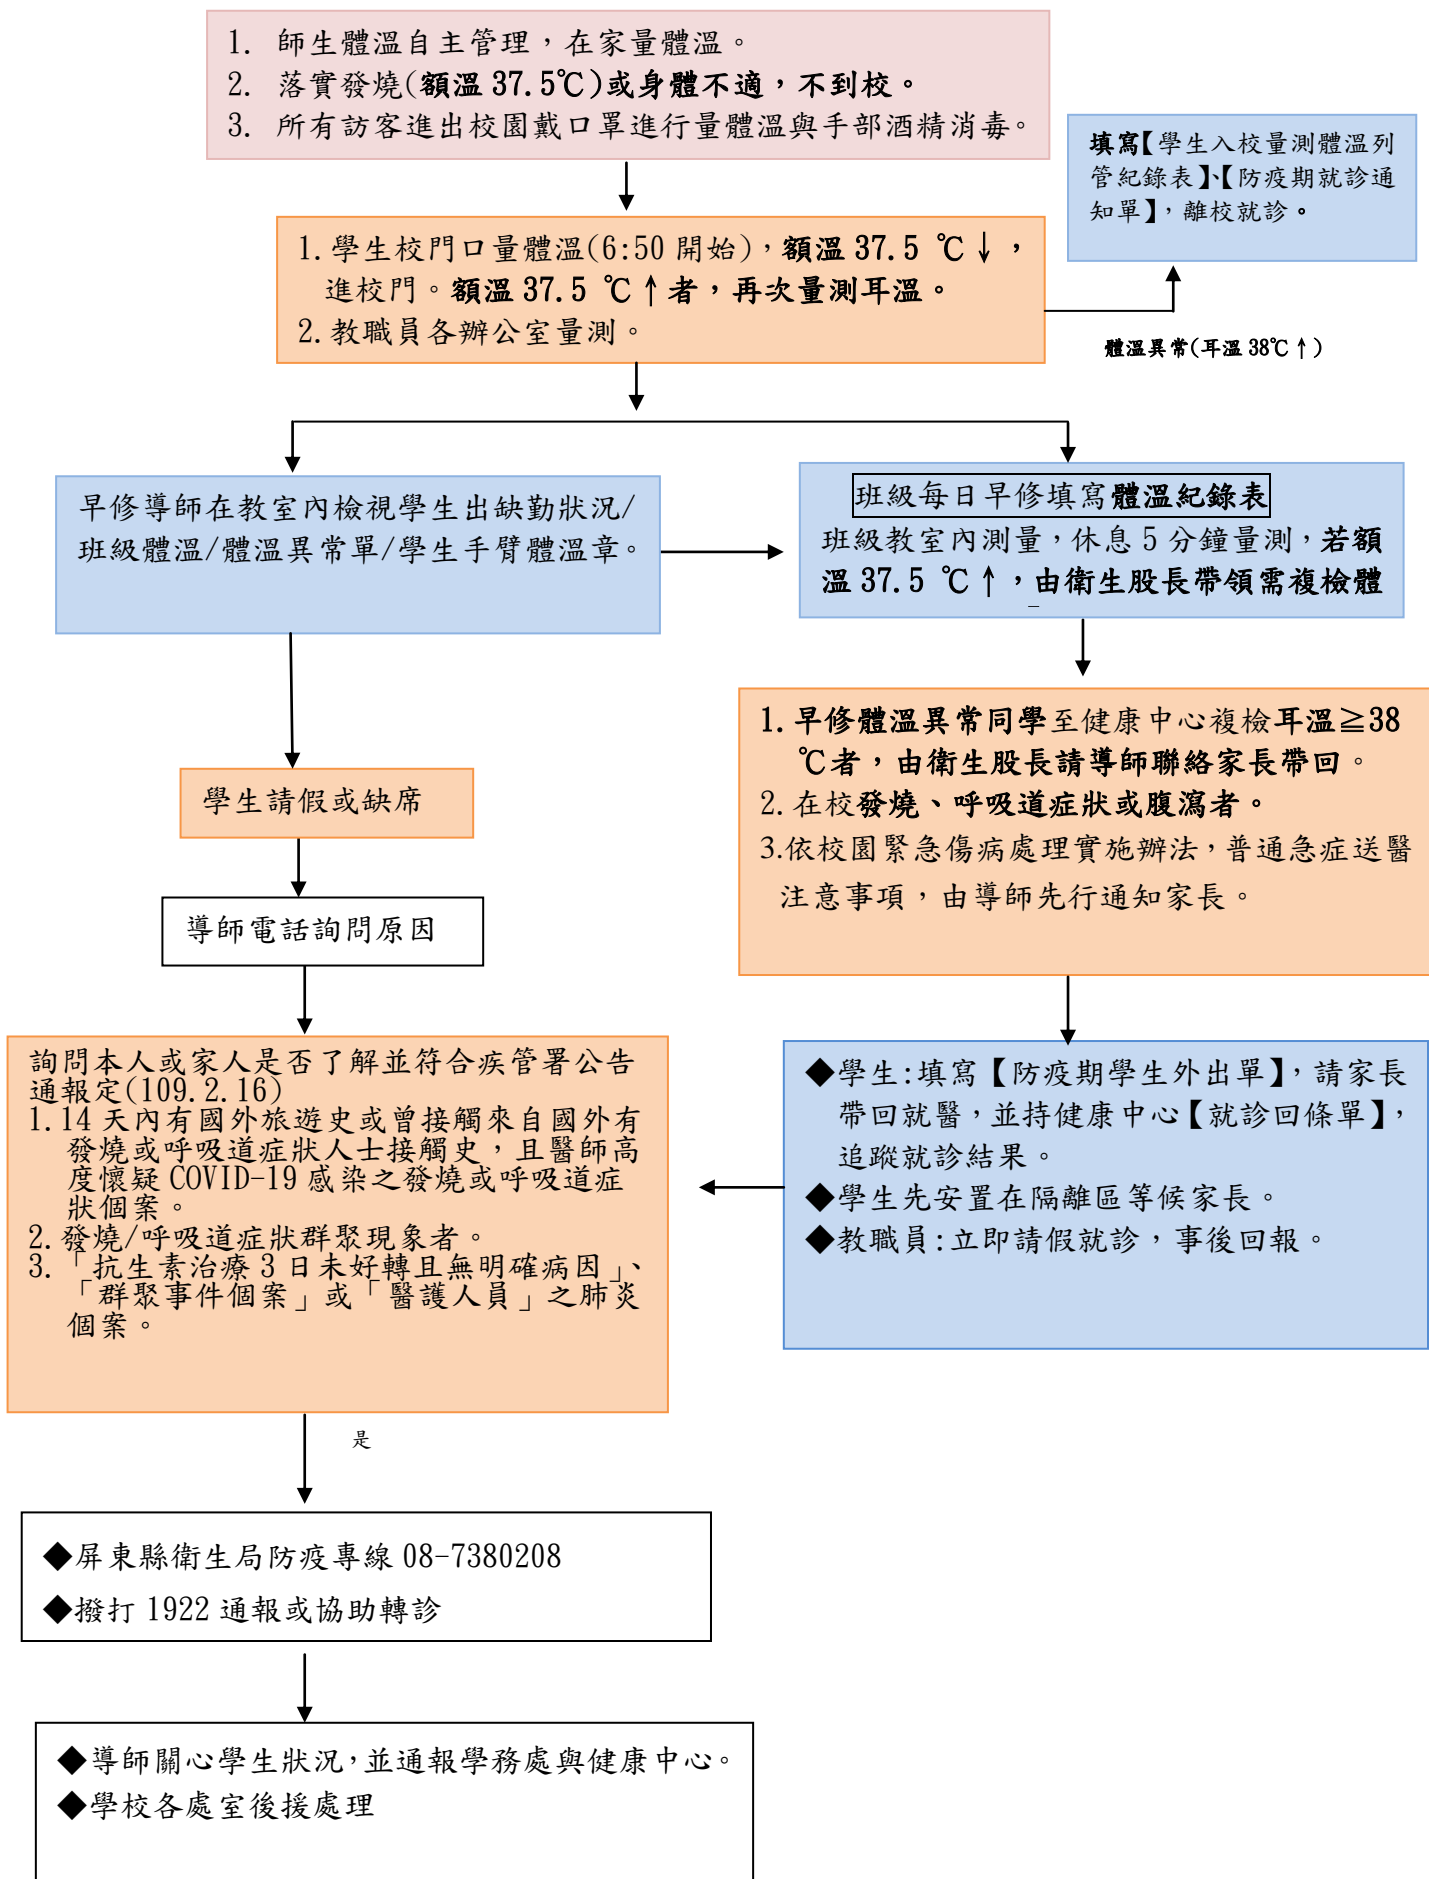 1. 師生體溫自主管理，在家量體溫。
2. 落實發燒(額溫 37.5℃)或身體不適，不到校。
3. 所有訪客進出校園戴口罩進行量體溫與手部酒精消毒。
填寫【學生入校量測體溫列
管紀錄表】、【防疫期就診通
知單】，離校就診。
1.學生校門口量體溫(6:50 開始)，額溫 37.5 ℃↓，
進校門。額溫 37.5 ℃↑者，再次量測耳溫。
2.教職員各辦公室量測。
體溫異常(耳溫 38℃↑)
早修導師在教室內檢視學生出缺勤狀況/
班級體溫/體溫異常單/學生手臂體溫章。
班級每日早修填寫體溫紀錄表
班級教室內測量，休息 5 分鐘量測，若額
溫 37.5 ℃↑，由衛生股長帶領需複檢體
1.早修體溫異常同學至健康中心複檢耳溫≧38
℃者，由衛生股長請導師聯絡家長帶回。
2.在校發燒、呼吸道症狀或腹瀉者。
3.依校園緊急傷病處理實施辦法，普通急症送醫
注意事項，由導師先行通知家長。
學生請假或缺席
導師電話詢問原因
詢問本人或家人是否了解並符合疾管署公告
通報定(109.2.16)
1.14 天內有國外旅遊史或曾接觸來自國外有
發燒或呼吸道症狀人士接觸史，且醫師高
度懷疑 COVID-19 感染之發燒或呼吸道症
狀個案。
2.發燒/呼吸道症狀群聚現象者。
3.「抗生素治療 3 日未好轉且無明確病因」、
「群聚事件個案」或「醫護人員」之肺炎
個案。
◆學生:填寫【防疫期學生外出單】，請家長
帶回就醫，並持健康中心【就診回條單】，
追蹤就診結果。
◆學生先安置在隔離區等候家長。
◆教職員:立即請假就診，事後回報。
是
◆屏東縣衛生局防疫專線 08-7380208
◆撥打 1922 通報或協助轉診
◆導師關心學生狀況，並通報學務處與健康中心。
◆學校各處室後援處理